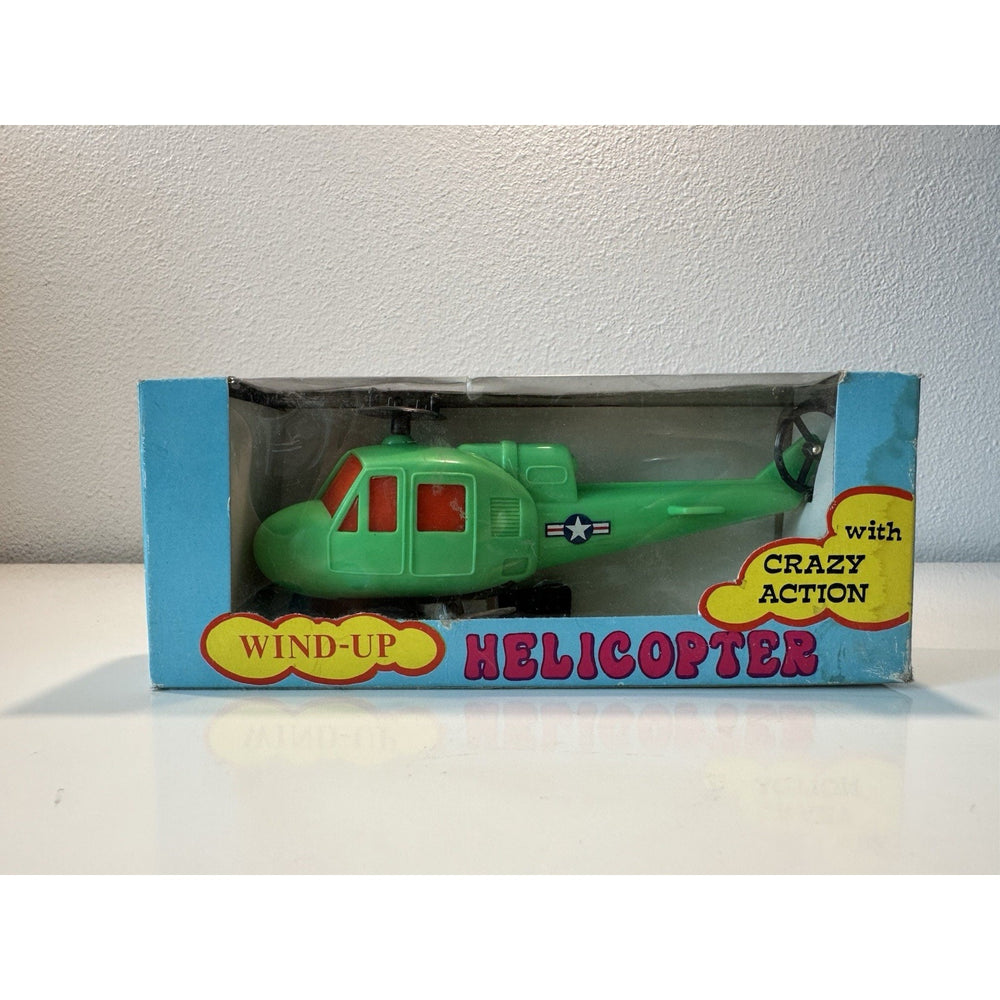 with
CRAZY
ACTION
WIND-UP
HELICOPTER